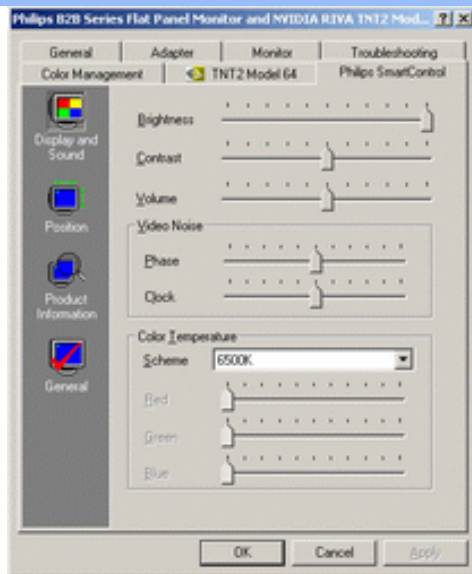 Philips B2B Series Flat Panel Monitor and NVIDIA RIVA TNT2 Mod...
General Adapter Monitor Troubleshooting
Color Management TNT2 Model 64 Philips SmartControl
Display and Sound
Position
Product Information
General
Brightness
Contrast
Volume
Video Noise
Phase
Clock
Color Temperature
Scheme 6500K
Red
Green
Blue
OK Cancel Apply